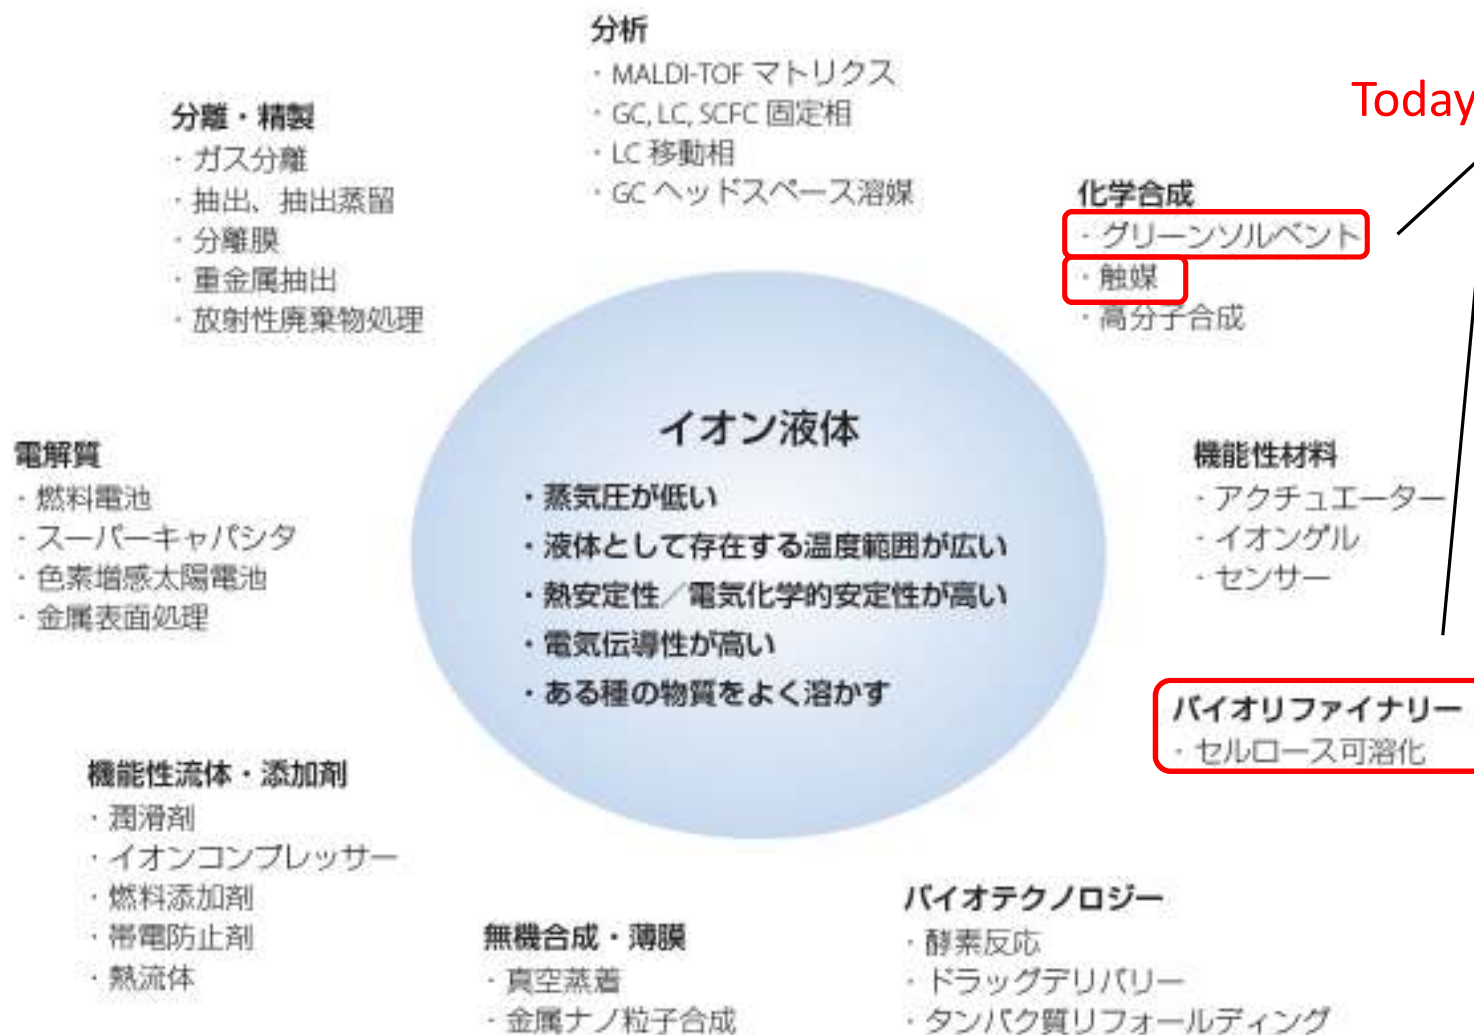 分析
・MALDI-TOF マトリクス
・GC, LC, SCFC 固定相
・LC 移動相
・GC ヘッドスペース溶媒
Today
分離・精製
・ガス分離
・抽出、抽出蒸留
・分離膜
・重金属抽出
・放射性廃棄物処理
化学合成
・グリーンソルベント
・触媒
・高分子合成
イオン液体
・蒸気圧が低い
・液体として存在する温度範囲が広い
・熱安定性／電気化学的安定性が高い
・電気伝導性が高い
・ある種の物質をよく溶かす
電解質
・燃料電池
・スーパーキャパシタ
・色素増感太陽電池
・金属表面処理
機能性材料
・アクチュエーター
・イオンゲル
・センサー
バイオリファイナリー
・セルロース可溶化
機能性流体・添加剤
・潤滑剤
・イオンコンプレッサー
・燃料添加剤
・帯電防止剤
・熱流体
無機合成・薄膜
・真空蒸着
・金属ナノ粒子合成
バイオテクノロジー
・酵素反応
・ドラッグデリバリー
・タンパク質リフォールディング